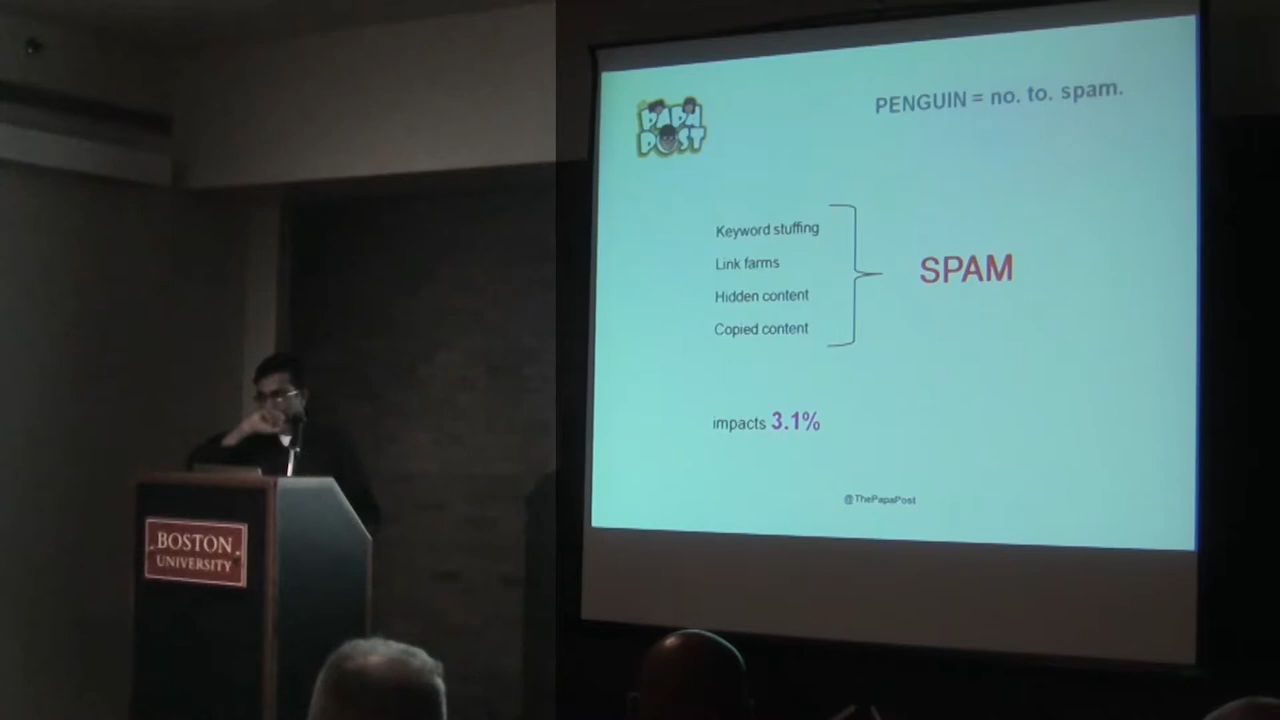 PAPA
POST
PENGUIN = no. to. spam.
Keyword stuffing
Link farms
Hidden content
Copied content
SPAM
impacts 3.1%
@ThePapaPost
BOSTON
UNIVERSITY